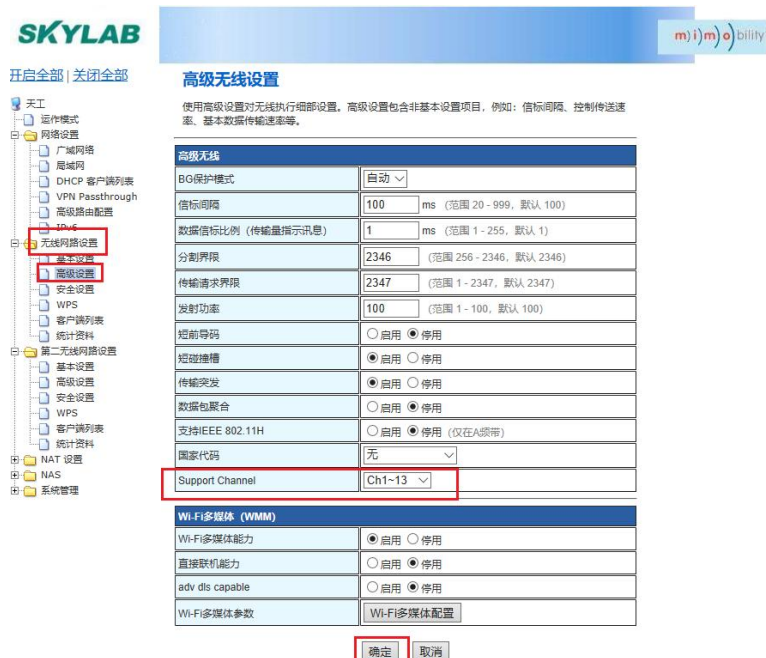 SKYLAB
m)i)m)o)bility
开启全部 | 关闭全部
天工
运作模式
网络设置
广域网络
局域网
DHCP 客户端列表
VPN Passthrough
高级路由配置
IPv6
无线网路设置
基本设置
高级设置
安全设置
WPS
客户端列表
统计资料
第二无线网路设置
基本设置
高级设置
安全设置
WPS
客户端列表
统计资料
NAT 设置
NAS
系统管理
高级无线设置
使用高级设置对无线执行细部设置。高级设置包含非基本设置项目，例如：信标间隔、控制传送速
率、基本数据传输速率等。
高级无线
BG保护模式 自动
信标间隔 100 ms (范围 20 - 999，默认 100)
数据信标比例（传输量指示讯息） 1 ms (范围 1 - 255，默认 1)
分割界限 2346 (范围 256 - 2346，默认 2346)
传输请求界限 2347 (范围 1 - 2347，默认 2347)
发射功率 100 (范围 1 - 100，默认 100)
短前导码 启用 停用
短碰撞槽 启用 停用
传输突发 启用 停用
数据包聚合 启用 停用
支持IEEE 802.11H 启用 停用 (仅在A频带)
国家代码 无
Support Channel Ch1~13
Wi-Fi多媒体（WMM）
Wi-Fi多媒体能力 启用 停用
直接联机能力 启用 停用
adv dls capable 启用 停用
Wi-Fi多媒体参数 Wi-Fi多媒体配置
确定 取消